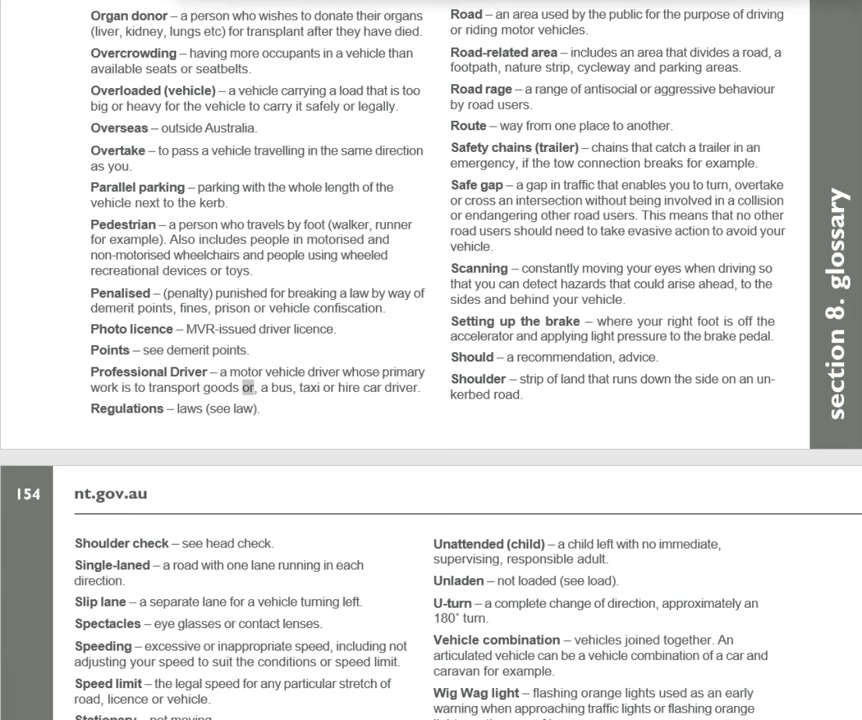 Organ donor – a person who wishes to donate their organs
(liver, kidney, lungs etc) for transplant after they have died.
Overcrowding – having more occupants in a vehicle than
available seats or seatbelts.
Overloaded (vehicle) – a vehicle carrying a load that is too
big or heavy for the vehicle to carry it safely or legally.
Overseas – outside Australia.
Overtake – to pass a vehicle travelling in the same direction
as you.
Parallel parking – parking with the whole length of the
vehicle next to the kerb.
Pedestrian – a person who travels by foot (walker, runner
for example). Also includes people in motorised and
non-motorised wheelchairs and people using wheeled
recreational devices or toys.
Penalised – (penalty) punished for breaking a law by way of
demerit points, fines, prison or vehicle confiscation.
Photo licence – MVR-issued driver licence.
Points – see demerit points.
Professional Driver – a motor vehicle driver whose primary
work is to transport goods or, a bus, taxi or hire car driver.
Regulations – laws (see law).
Road – an area used by the public for the purpose of driving
or riding motor vehicles.
Road-related area – includes an area that divides a road, a
footpath, nature strip, cycleway and parking areas.
Road rage – a range of antisocial or aggressive behaviour
by road users.
Route – way from one place to another.
Safety chains (trailer) – chains that catch a trailer in an
emergency, if the tow connection breaks for example.
Safe gap – a gap in traffic that enables you to turn, overtake
or cross an intersection without being involved in a collision
or endangering other road users. This means that no other
road users should need to take evasive action to avoid your
vehicle.
Scanning – constantly moving your eyes when driving so
that you can detect hazards that could arise ahead, to the
sides and behind your vehicle.
Setting up the brake – where your right foot is off the
accelerator and applying light pressure to the brake pedal.
Should – a recommendation, advice.
Shoulder – strip of land that runs down the side on an un-
kerbed road.
section 8. glossary
154
nt.gov.au
Shoulder check – see head check.
Single-laned – a road with one lane running in each
direction.
Slip lane – a separate lane for a vehicle turning left.
Spectacles – eye glasses or contact lenses.
Speeding – excessive or inappropriate speed, including not
adjusting your speed to suit the conditions or speed limit.
Speed limit – the legal speed for any particular stretch of
road, licence or vehicle.
Stationary – not moving.
Unattended (child) – a child left with no immediate,
supervising, responsible adult.
Unladen – not loaded (see load).
U-turn – a complete change of direction, approximately an
180˚ turn.
Vehicle combination – vehicles joined together. An
articulated vehicle can be a vehicle combination of a car and
caravan for example.
Wig Wag light – flashing orange lights used as an early
warning when approaching traffic lights or flashing orange